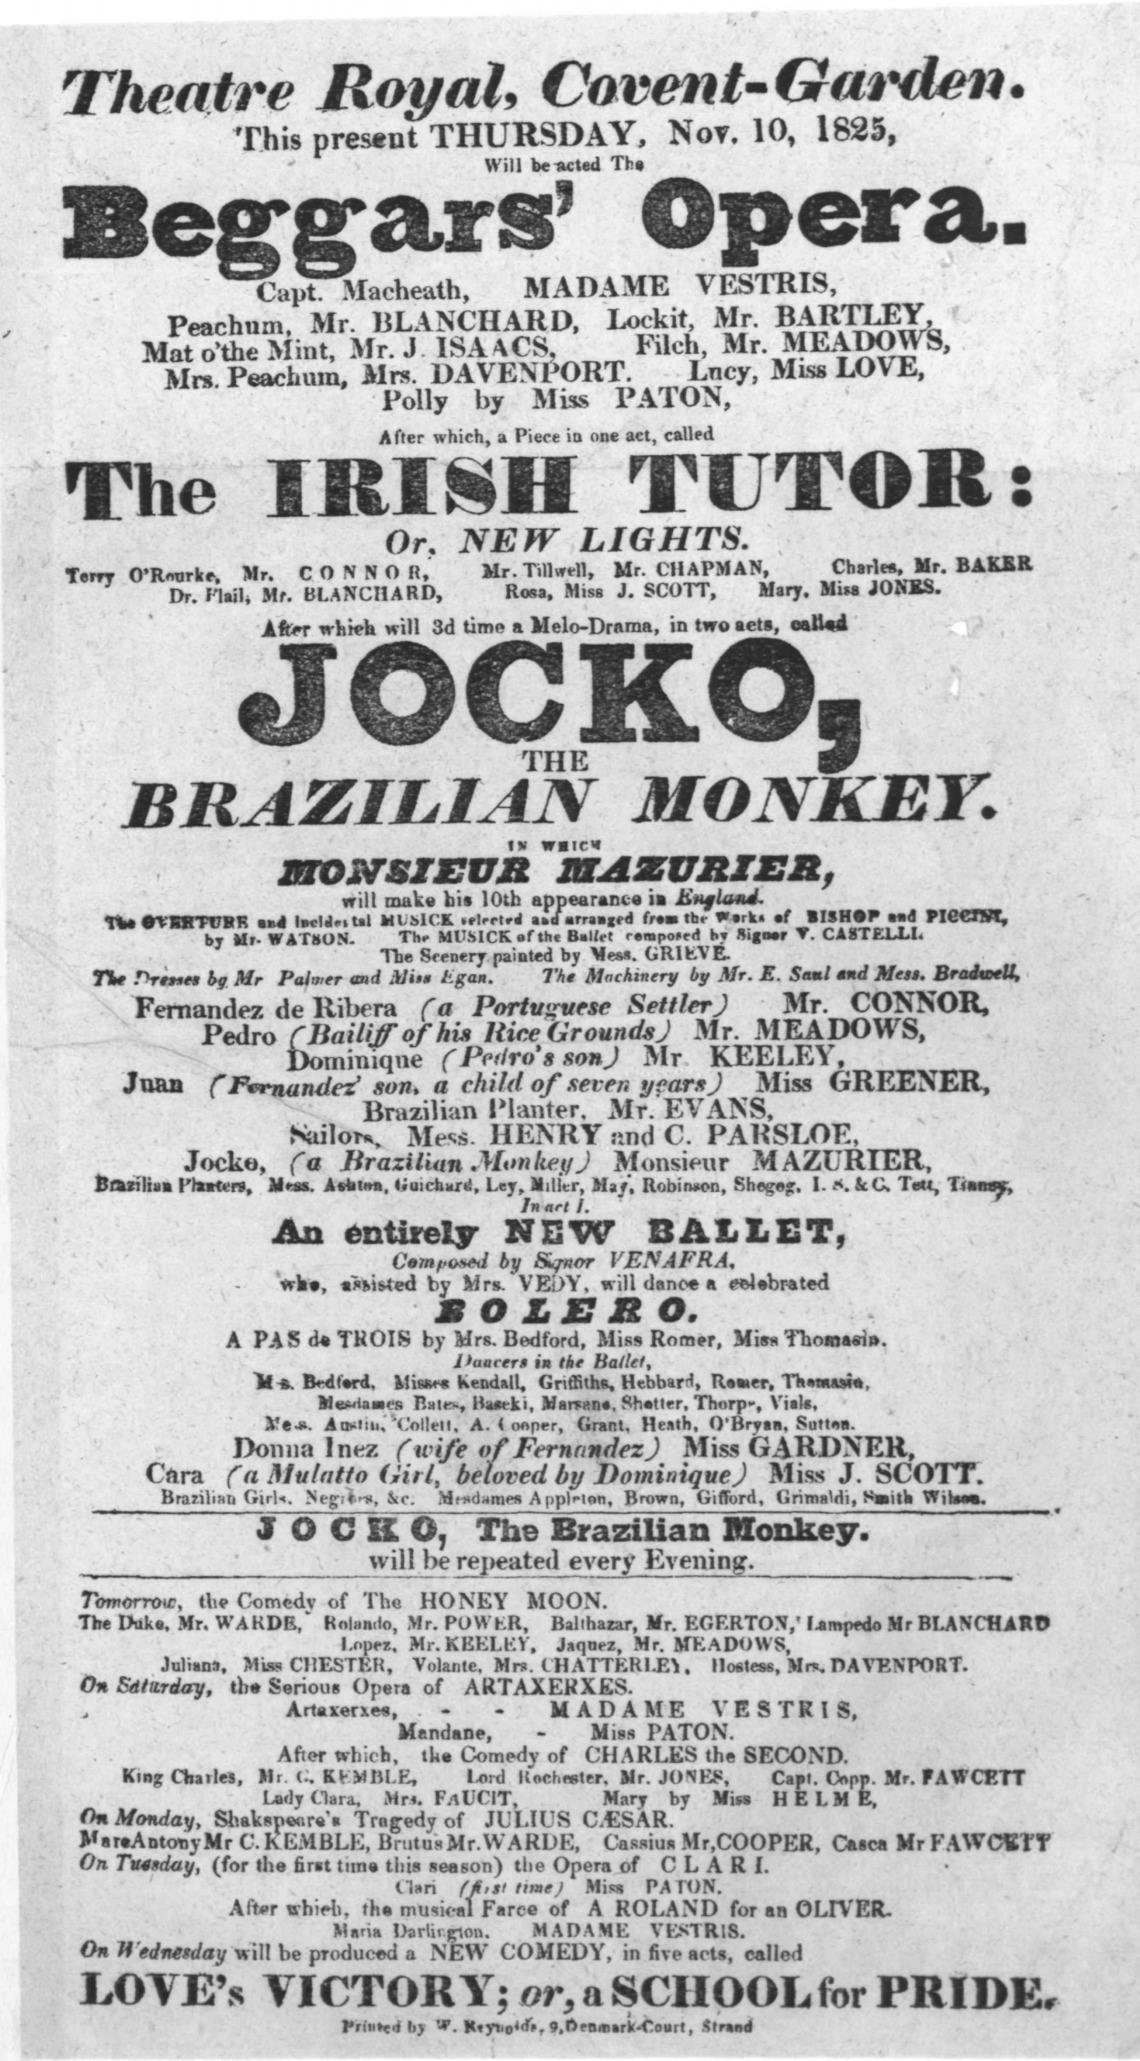 Theatre Royal, Covent-Garden.
This present THURSDAY, Nov. 10, 1825,
Will be acted The
Beggars' Opera.
Capt. Macheath, MADAME VESTRIS,
Peachum, Mr. BLANCHARD, Lockit, Mr. BARTLEY,
Mat o'the Mint, Mr. J. ISAACS, Filch, Mr. MEADOWS,
Mrs. Peachum, Mrs. DAVENPORT. Lucy, Miss LOVE,
Polly by Miss PATON,
After which, a Piece in one act, called
The IRISH TUTOR:
Or, NEW LIGHTS.
Terry O'Rourke, Mr. CONNOR, Mr. Tillwell, Mr. CHAPMAN, Charles, Mr. BAKER
Dr. Flail, Mr. BLANCHARD, Rosa, Miss J. SCOTT, Mary, Miss JONES.
After which will 3d time a Melo-Drama, in two acts, called
JOCKO,
THE
BRAZILIAN MONKEY.
IN WHICH
MONSIEUR MAZURIER,
will make his 10th appearance in England.
The OVERTURE and Incidental MUSICK selected and arranged from the Works of BISHOP and PICCINI,
by Mr. WATSON. The MUSICK of the Ballet composed by Signor V. CASTELLI.
The Scenery painted by Mess. GRIEVE.
The Dresses by Mr Palmer and Miss Egan. The Machinery by Mr. E. Saul and Mess. Bradwell,
Fernandez de Ribera (a Portuguese Settler) Mr. CONNOR,
Pedro (Bailiff of his Rice Grounds) Mr. MEADOWS,
Dominique (Pedro's son) Mr KEELEY,
Juan (Fernandez' son, a child of seven years) Miss GREENER,
Brazilian Planter, Mr. EVANS,
Sailors, Mess. HENRY and C. PARSLOE,
Jocko, (a Brazilian Monkey) Monsieur MAZURIER,
Brazilian Planters, Mess. Ashton, Guichard, Ley, Miller, May, Robinson, Shegog, I. S. & C. Tett, Tinney,
In act I.
An entirely NEW BALLET,
Composed by Signor VENAFRA,
who, assisted by Mrs. VEDY, will dance a celebrated
BOLERO.
A PAS de TROIS by Mrs. Bedford, Miss Romer, Miss Thomasin.
Dancers in the Ballet,
Ms. Bedford, Misses Kendall, Griffiths, Hebbard, Romer, Thomasin,
Mesdames Bates, Baseki, Marsano, Shotter, Thorpe, Vials,
Mess. Austin, Collett, A. Cooper, Grant, Heath, O'Bryan, Sutton.
Donna Inez (wife of Fernandez) Miss GARDNER,
Cara (a Mulatto Girl, beloved by Dominique) Miss J. SCOTT.
Brazilian Girls, Negroes, &c. Mesdames Appleton, Brown, Gifford, Grimaldi, Smith Wilson.
JOCKO, The Brazilian Monkey.
will be repeated every Evening.
Tomorrow, the Comedy of The HONEY MOON.
The Duke, Mr. WARDE, Rolando, Mr. POWER, Balthazar, Mr. EGERTON, Lampedo Mr BLANCHARD
Lopez, Mr. KEELEY, Jaquez, Mr. MEADOWS,
Juliana, Miss CHESTER, Volante, Mrs. CHATTERLEY, Hostess, Mrs. DAVENPORT.
On Saturday, the Serious Opera of ARTAXERXES.
Artaxerxes, - - MADAME VESTRIS,
Mandane, - Miss PATON.
After which, the Comedy of CHARLES the SECOND.
King Charles, Mr. C. KEMBLE, Lord Rochester, Mr. JONES, Capt. Copp. Mr. FAWCETT
Lady Clara, Mrs. FAUCIT, Mary by Miss HELME,
On Monday, Shakspeare's Tragedy of JULIUS CÆSAR.
Marc Antony Mr C. KEMBLE, Brutus Mr. WARDE, Cassius Mr, COOPER, Casca Mr FAWCETT
On Tuesday, (for the first time this season) the Opera of CLARI.
Clari (first time) Miss PATON.
After which, the musical Farce of A ROLAND for an OLIVER.
Maria Darlington, MADAME VESTRIS.
On Wednesday will be produced a NEW COMEDY, in five acts, called
LOVE's VICTORY; or, a SCHOOL for PRIDE.
Printed by W. Reynolds, 9, Denmark-Court, Strand